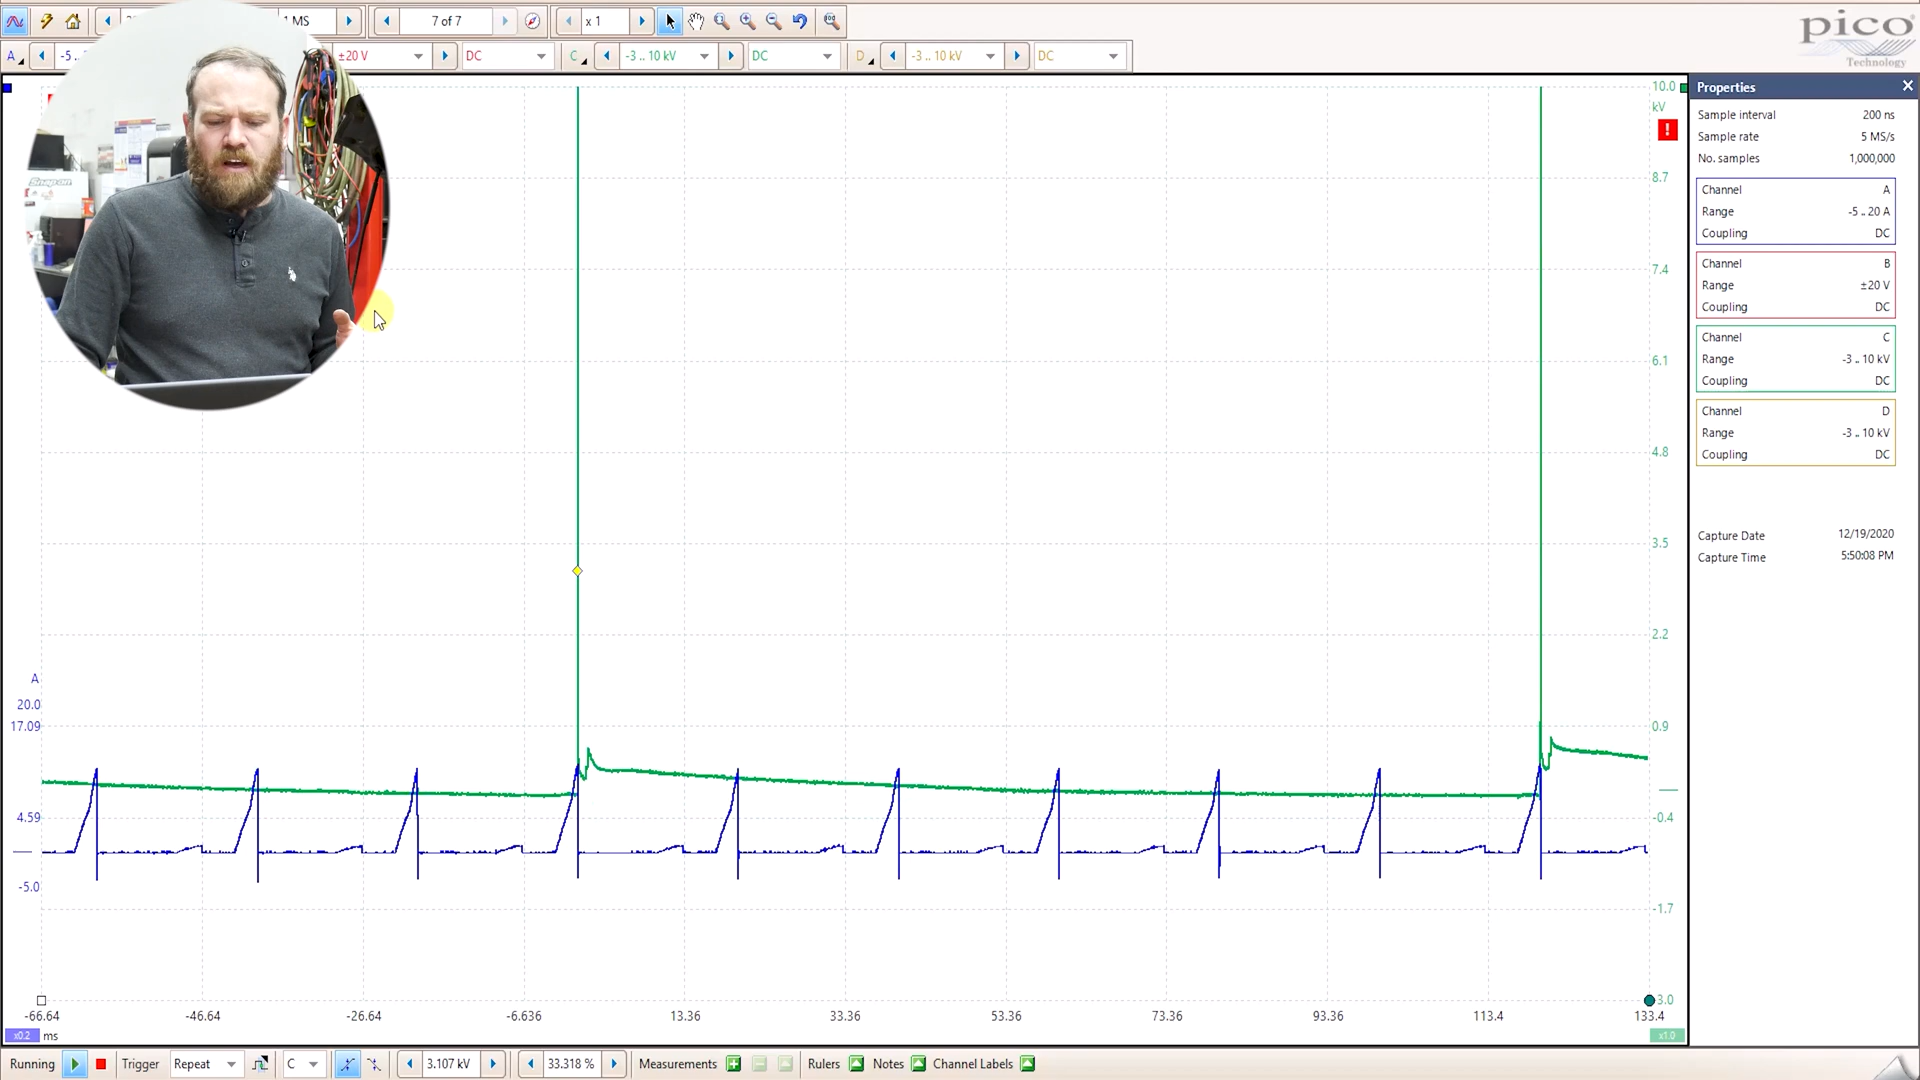 1 MS
7 of 7
x 1
pico
Technology
A
-5..
±20 V
DC
C
-3 .. 10 kV
DC
D
-3 .. 10 kV
DC
Properties
Sample interval 200 ns
Sample rate 5 MS/s
No. samples 1,000,000
Channel A
Range -5 .. 20 A
Coupling DC
Channel B
Range ±20 V
Coupling DC
Channel C
Range -3 .. 10 kV
Coupling DC
Channel D
Range -3 .. 10 kV
Coupling DC
Capture Date 12/19/2020
Capture Time 5:50:08 PM
Snap-on
10.0
kV
!
8.7
7.4
6.1
4.8
3.5
2.2
0.9
-0.4
-1.7
-3.0
A
20.0
17.09
4.59
-5.0
-66.64 -46.64 -26.64 -6.636 13.36 33.36 53.36 73.36 93.36 113.4 133.4
x0.2 ms
x1.0
Running Trigger Repeat C 3.107 kV 33.318 % Measurements Rulers Notes Channel Labels